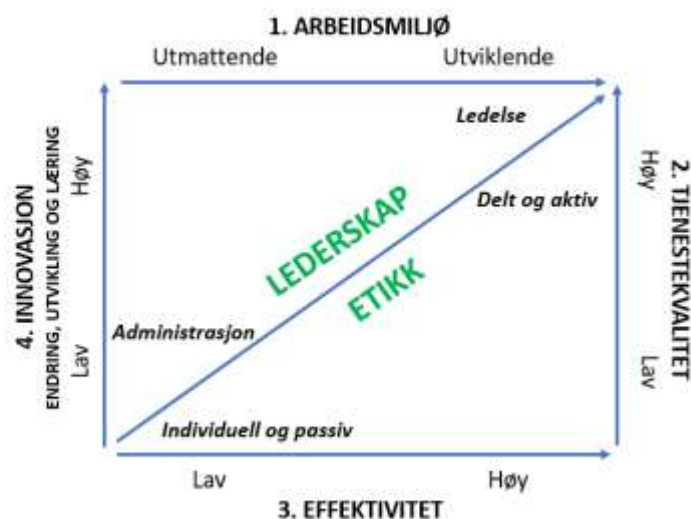 1. ARBEIDSMILJØ
Utmattende
Utviklende
Ledelse
Delt og aktiv
LEDERSKAP
ETIKK
Administrasjon
Individuell og passiv
4. INNOVASJON
ENDRING, UTVIKLING OG LÆRING
Høy
Lav
Høy
Lav
2. TJENESTEKVALITET
Lav
Høy
3. EFFEKTIVITET